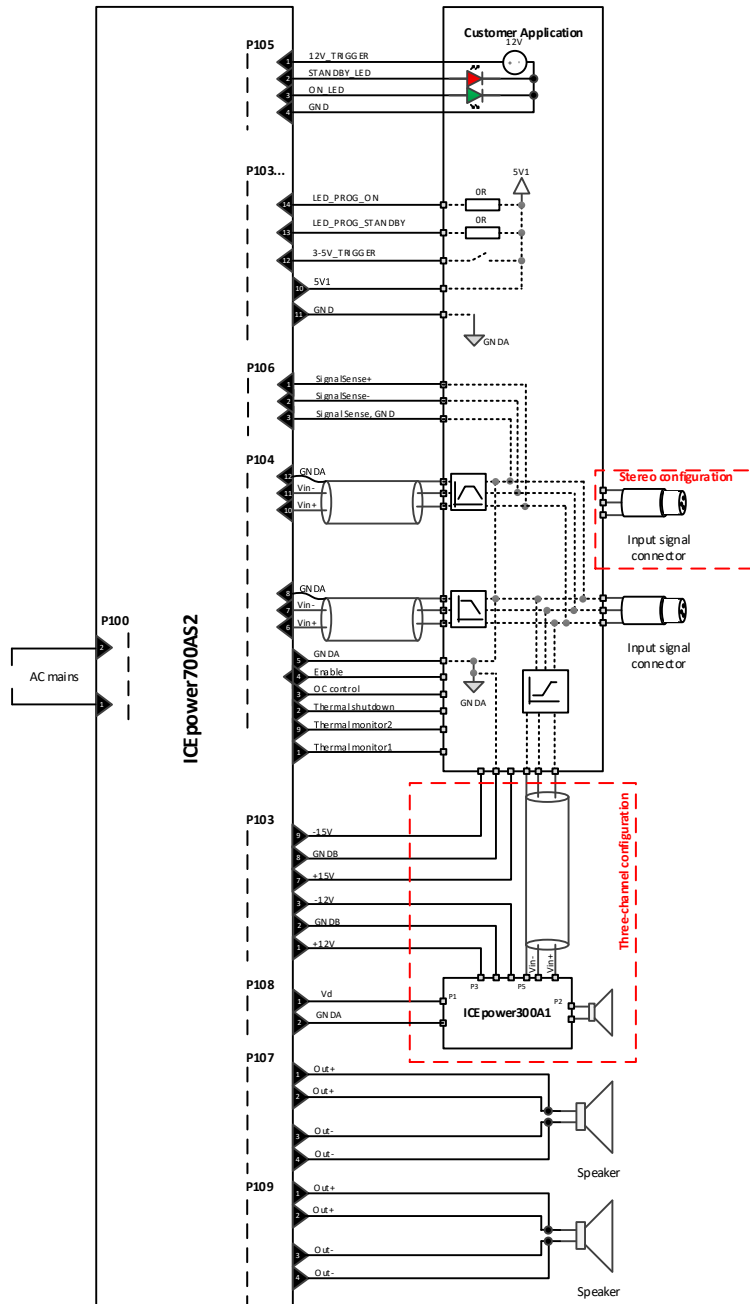 Customer Application
12V
+ -
P105
1 12V_TRIGGER
2 STANDBY_LED
3 ON_LED
4 GND
P103...
5V1
14 LED_PROG_ON
0R
13 LED_PROG_STANDBY
0R
12 3-5V_TRIGGER
10 5V1
11 GND
GNDA
P106
1 SignalSense+
2 SignalSense-
3 Signal Sense, GND
P104
12 GNDA
11 Vin-
10 Vin+
Stereo configuration
Input signal
connector
8 GNDA
7 Vin-
6 Vin+
Input signal
connector
5 GNDA
4 Enable
3 OC control
2 Thermal shutdown
9 Thermal monitor2
1 Thermal monitor1
GNDA
P100
2
AC mains
1
ICEpower700AS2
P103
9 -15V
8 GNDB
7 +15V
3 -12V
2 GNDB
1 +12V
Three-channel configuration
Vin-
Vin+
P3
P5
P1
P2
ICEpower300A1
P108
1 Vd
2 GNDA
P107
1 Out+
2 Out+
3 Out-
4 Out-
Speaker
P109
1 Out+
2 Out+
3 Out-
4 Out-
Speaker